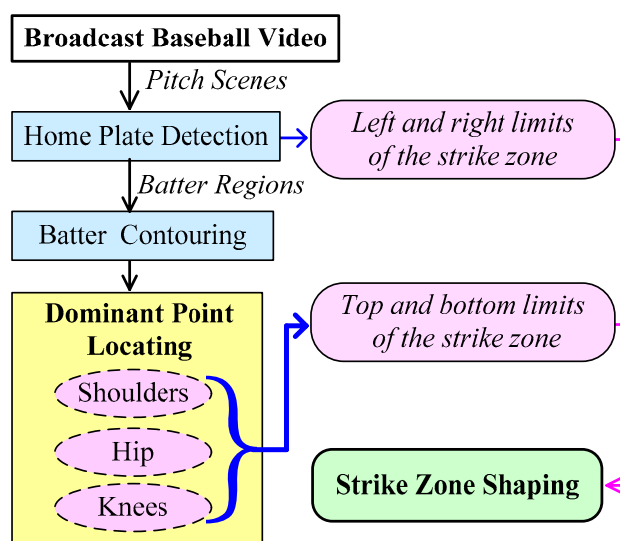 Broadcast Baseball Video
Pitch Scenes
Home Plate Detection
Left and right limits
of the strike zone
Batter Regions
Batter Contouring
Dominant Point
Locating
Shoulders
Hip
Knees
Top and bottom limits
of the strike zone
Strike Zone Shaping